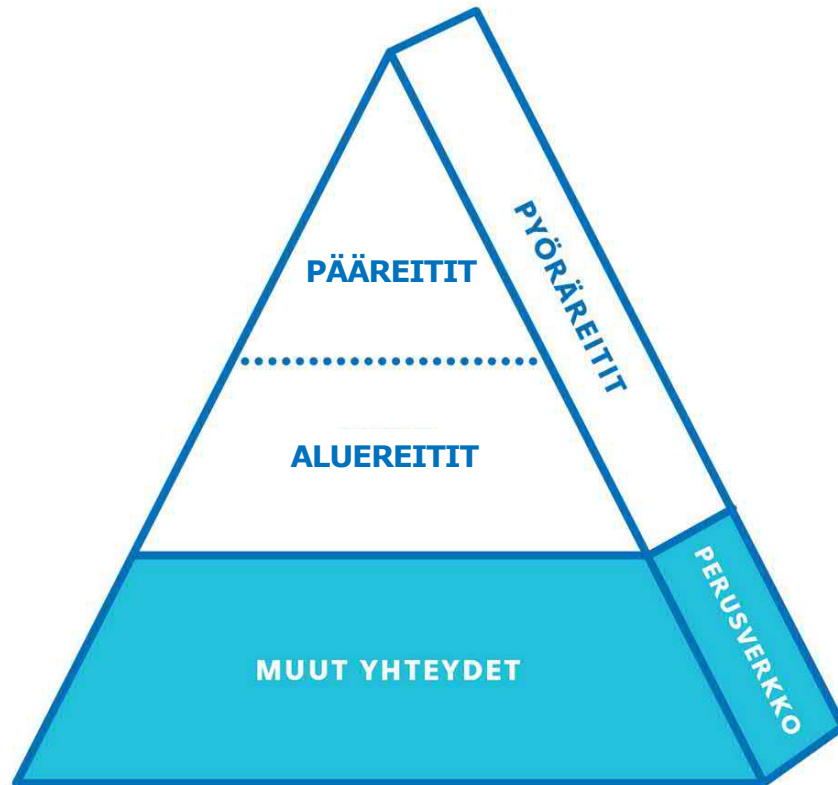 PÄÄREITIT
PYÖRÄREITIT
ALUEREITIT
MUUT YHTEYDET
PERUSVERKKO